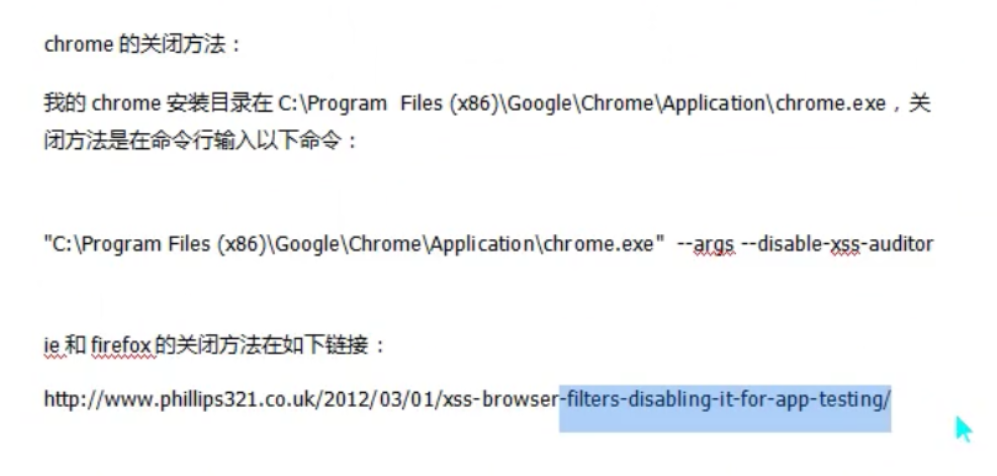 chrome 的关闭方法：
我的 chrome 安装目录在 C:\Program  Files (x86)\Google\Chrome\Application\chrome.exe，关
闭方法是在命令行输入以下命令：
"C:\Program Files (x86)\Google\Chrome\Application\chrome.exe"  --args --disable-xss-auditor
ie 和 firefox 的关闭方法在如下链接：
http://www.phillips321.co.uk/2012/03/01/xss-browser-filters-disabling-it-for-app-testing/